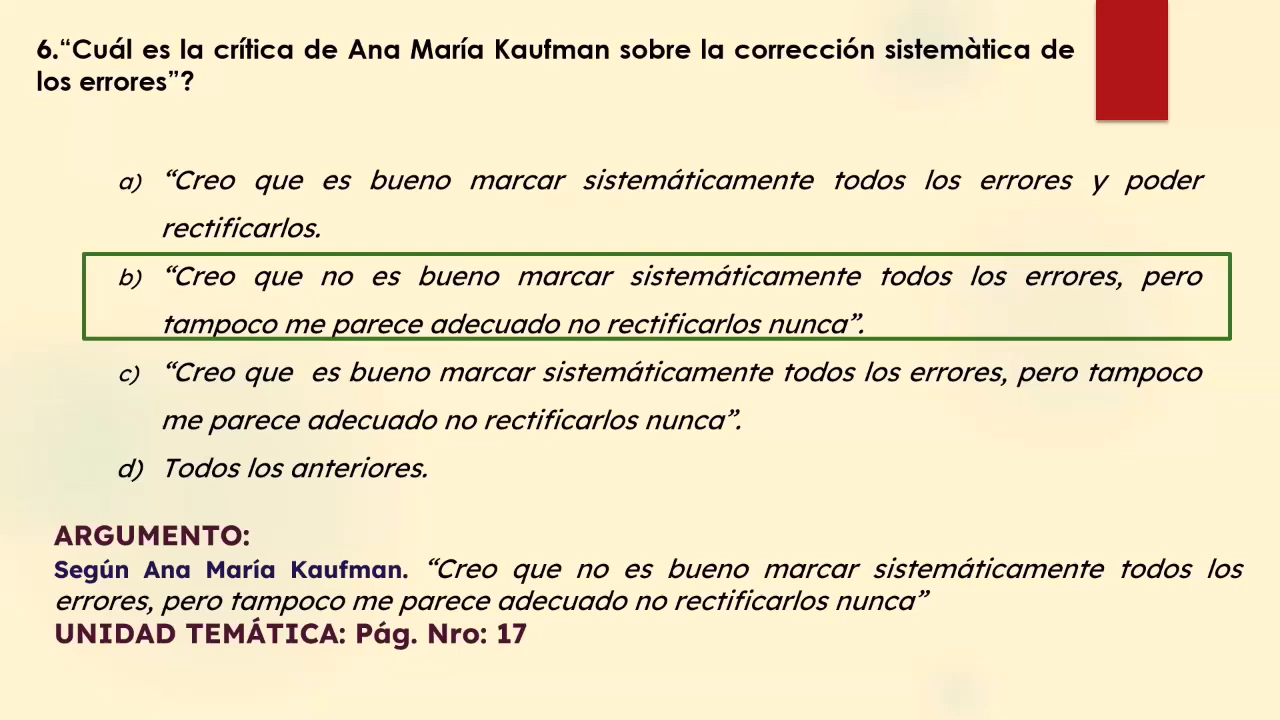 6.“Cuál es la crítica de Ana María Kaufman sobre la corrección sistemàtica de
los errores”?
a) “Creo que es bueno marcar sistemáticamente todos los errores y poder
rectificarlos.
b) “Creo que no es bueno marcar sistemáticamente todos los errores, pero
tampoco me parece adecuado no rectificarlos nunca”.
c) “Creo que es bueno marcar sistemáticamente todos los errores, pero tampoco
me parece adecuado no rectificarlos nunca”.
d) Todos los anteriores.
ARGUMENTO:
Según Ana María Kaufman. “Creo que no es bueno marcar sistemáticamente todos los
errores, pero tampoco me parece adecuado no rectificarlos nunca”
UNIDAD TEMÁTICA: Pág. Nro: 17